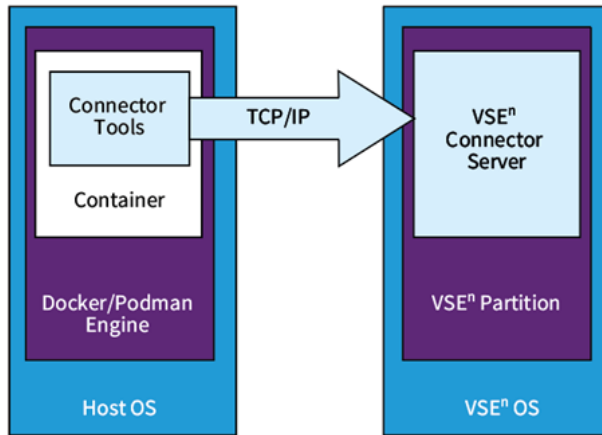 Connector
Tools
Container
Docker/Podman
Engine
Host OS
TCP/IP
VSEⁿ
Connector
Server
VSEⁿ Partition
VSEⁿ OS